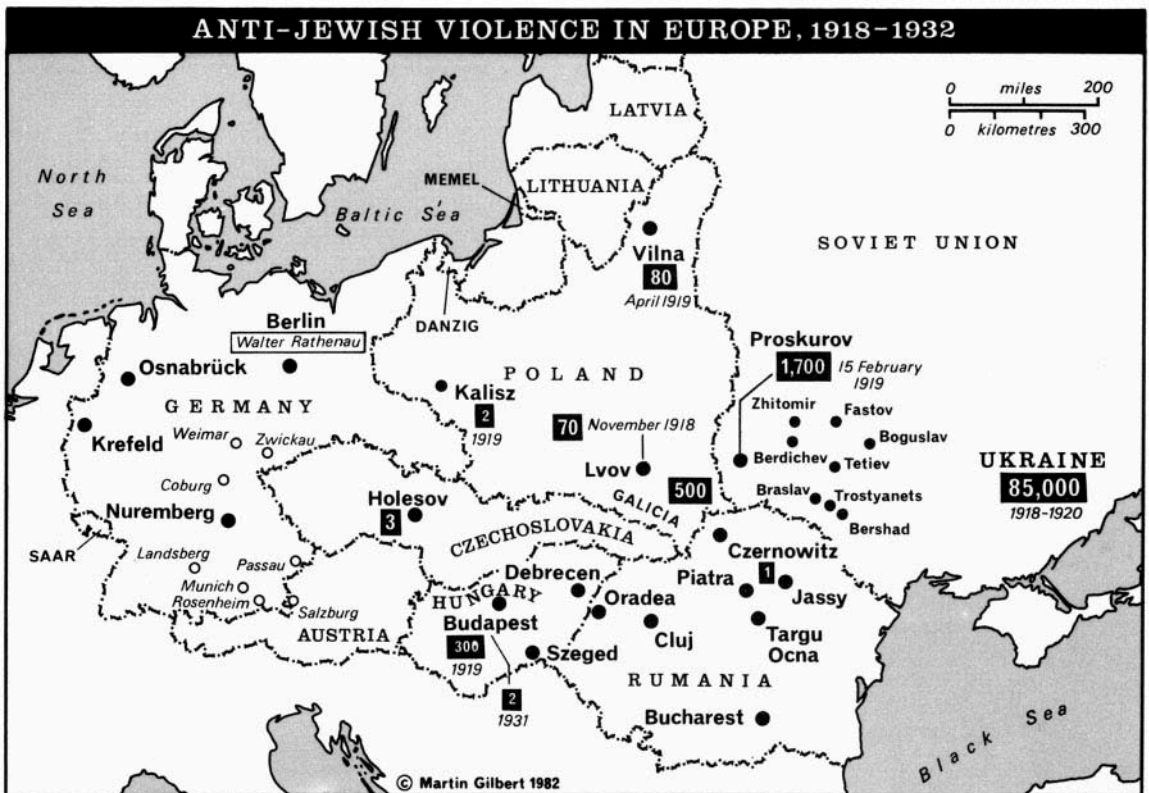 ANTI-JEWISH VIOLENCE IN EUROPE, 1918-1932
0 miles 200
0 kilometres 300
North
Sea
Baltic Sea
LATVIA
MEMEL
LITHUANIA
SOVIET UNION
Vilna
80
April 1919
DANZIG
Berlin
Walter Rathenau
Osnabrück
GERMANY
Krefeld
Weimar
Zwickau
Coburg
Nuremberg
SAAR
Landsberg
Passau
Munich
Rosenheim
Salzburg
AUSTRIA
POLAND
Kalisz
2
1919
70
November 1918
Lvov
500
GALICIA
Holesov
3
CZECHOSLOVAKIA
Proskurov
1,700
15 February
1919
Zhitomir
Fastov
Berdichev
Boguslav
Tetiev
Braslav
Trostyanets
Bershad
UKRAINE
85,000
1918-1920
Debrecen
HUNGARY
Budapest
300
1919
2
1931
Szeged
Czernowitz
1
Piatra
Jassy
Oradea
Cluj
Targu
Ocna
RUMANIA
Bucharest
Black Sea
© Martin Gilbert 1982